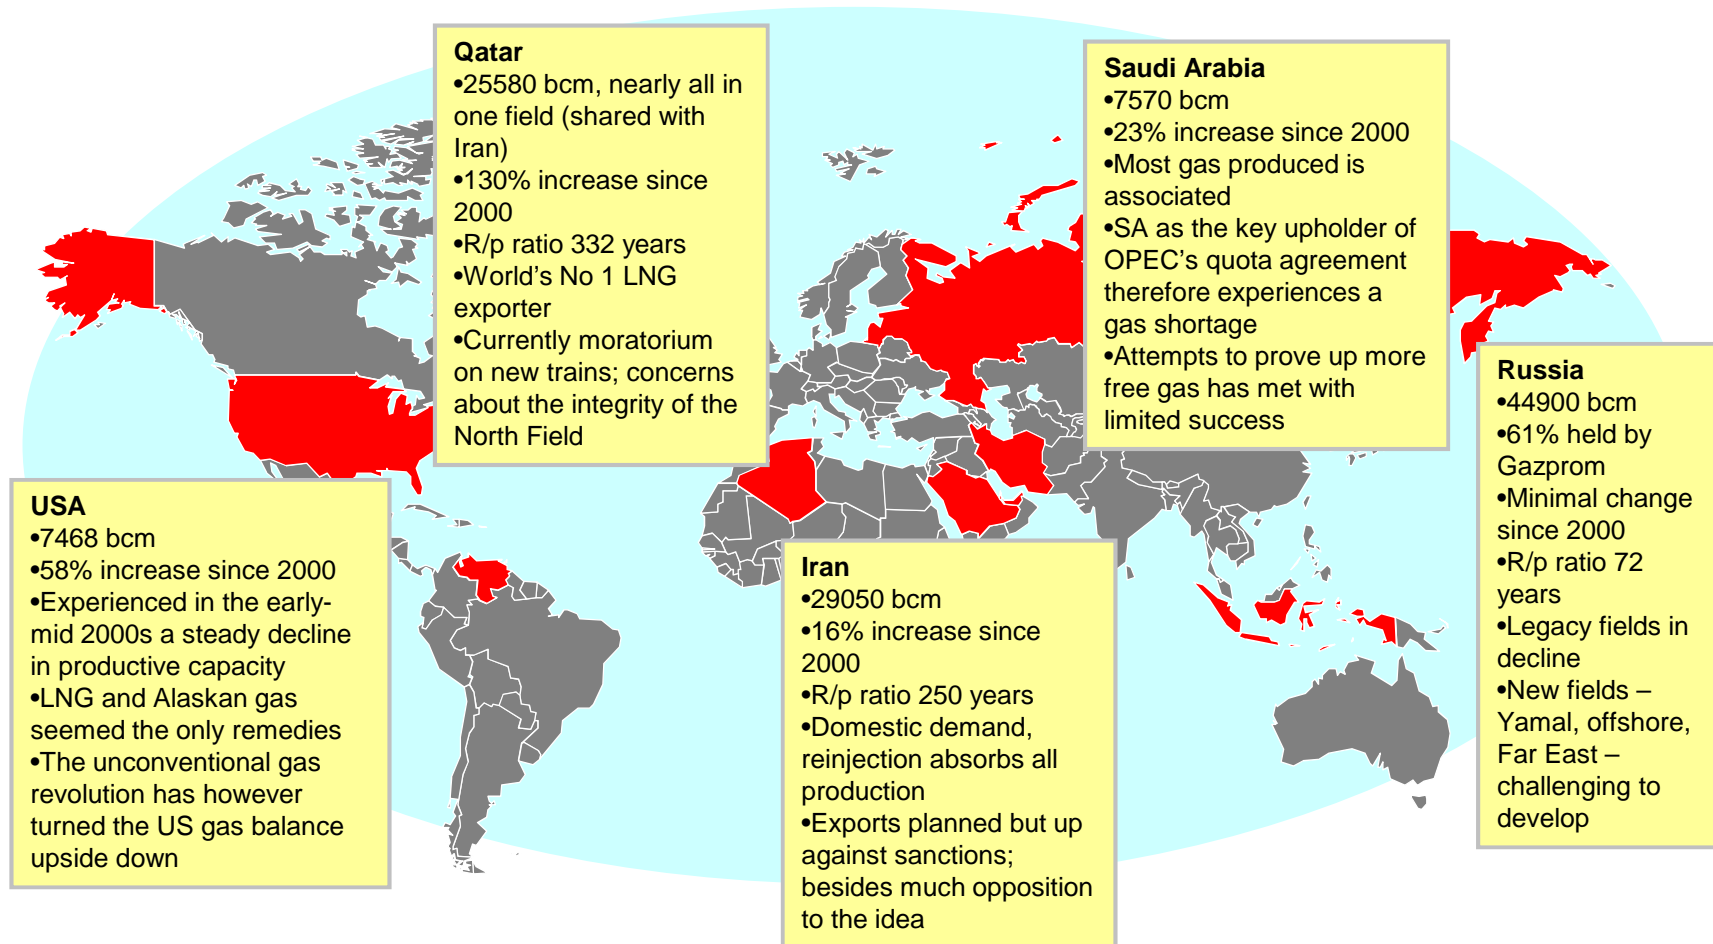 Qatar
•25580 bcm, nearly all in
one field (shared with
Iran)
•130% increase since
2000
•R/p ratio 332 years
•World's No 1 LNG
exporter
•Currently moratorium
on new trains; concerns
about the integrity of the
North Field
Saudi Arabia
•7570 bcm
•23% increase since 2000
•Most gas produced is
associated
•SA as the key upholder of
OPEC's quota agreement
therefore experiences a
gas shortage
•Attempts to prove up more
free gas has met with
limited success
Russia
•44900 bcm
•61% held by
Gazprom
•Minimal change
since 2000
•R/p ratio 72
years
•Legacy fields in
decline
•New fields –
Yamal, offshore,
Far East –
challenging to
develop
USA
•7468 bcm
•58% increase since 2000
•Experienced in the early-
mid 2000s a steady decline
in productive capacity
•LNG and Alaskan gas
seemed the only remedies
•The unconventional gas
revolution has however
turned the US gas balance
upside down
Iran
•29050 bcm
•16% increase since
2000
•R/p ratio 250 years
•Domestic demand,
reinjection absorbs all
production
•Exports planned but up
against sanctions;
besides much opposition
to the idea